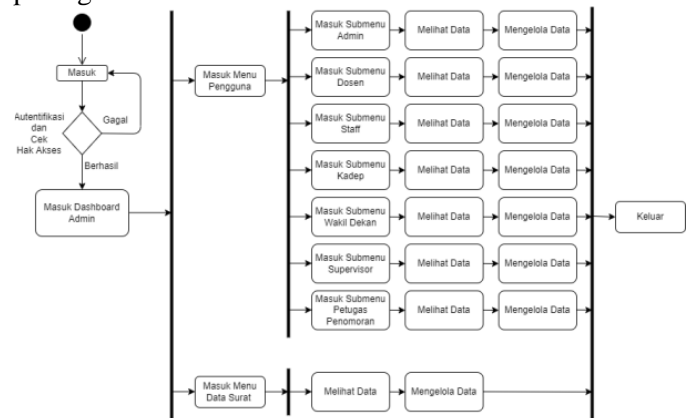 Masuk
Autentifikasi
dan
Cek
Hak Akses
Gagal
Berhasil
Masuk Dashboard
Admin
Masuk Menu
Pengguna
Masuk Submenu
Admin
Melihat Data
Mengelola Data
Masuk Submenu
Dosen
Melihat Data
Mengelola Data
Masuk Submenu
Staff
Melihat Data
Mengelola Data
Masuk Submenu
Kadep
Melihat Data
Mengelola Data
Masuk Submenu
Wakil Dekan
Melihat Data
Mengelola Data
Masuk Submenu
Supervisor
Melihat Data
Mengelola Data
Masuk Submenu
Petugas
Penomoran
Melihat Data
Mengelola Data
Masuk Menu
Data Surat
Melihat Data
Mengelola Data
Keluar